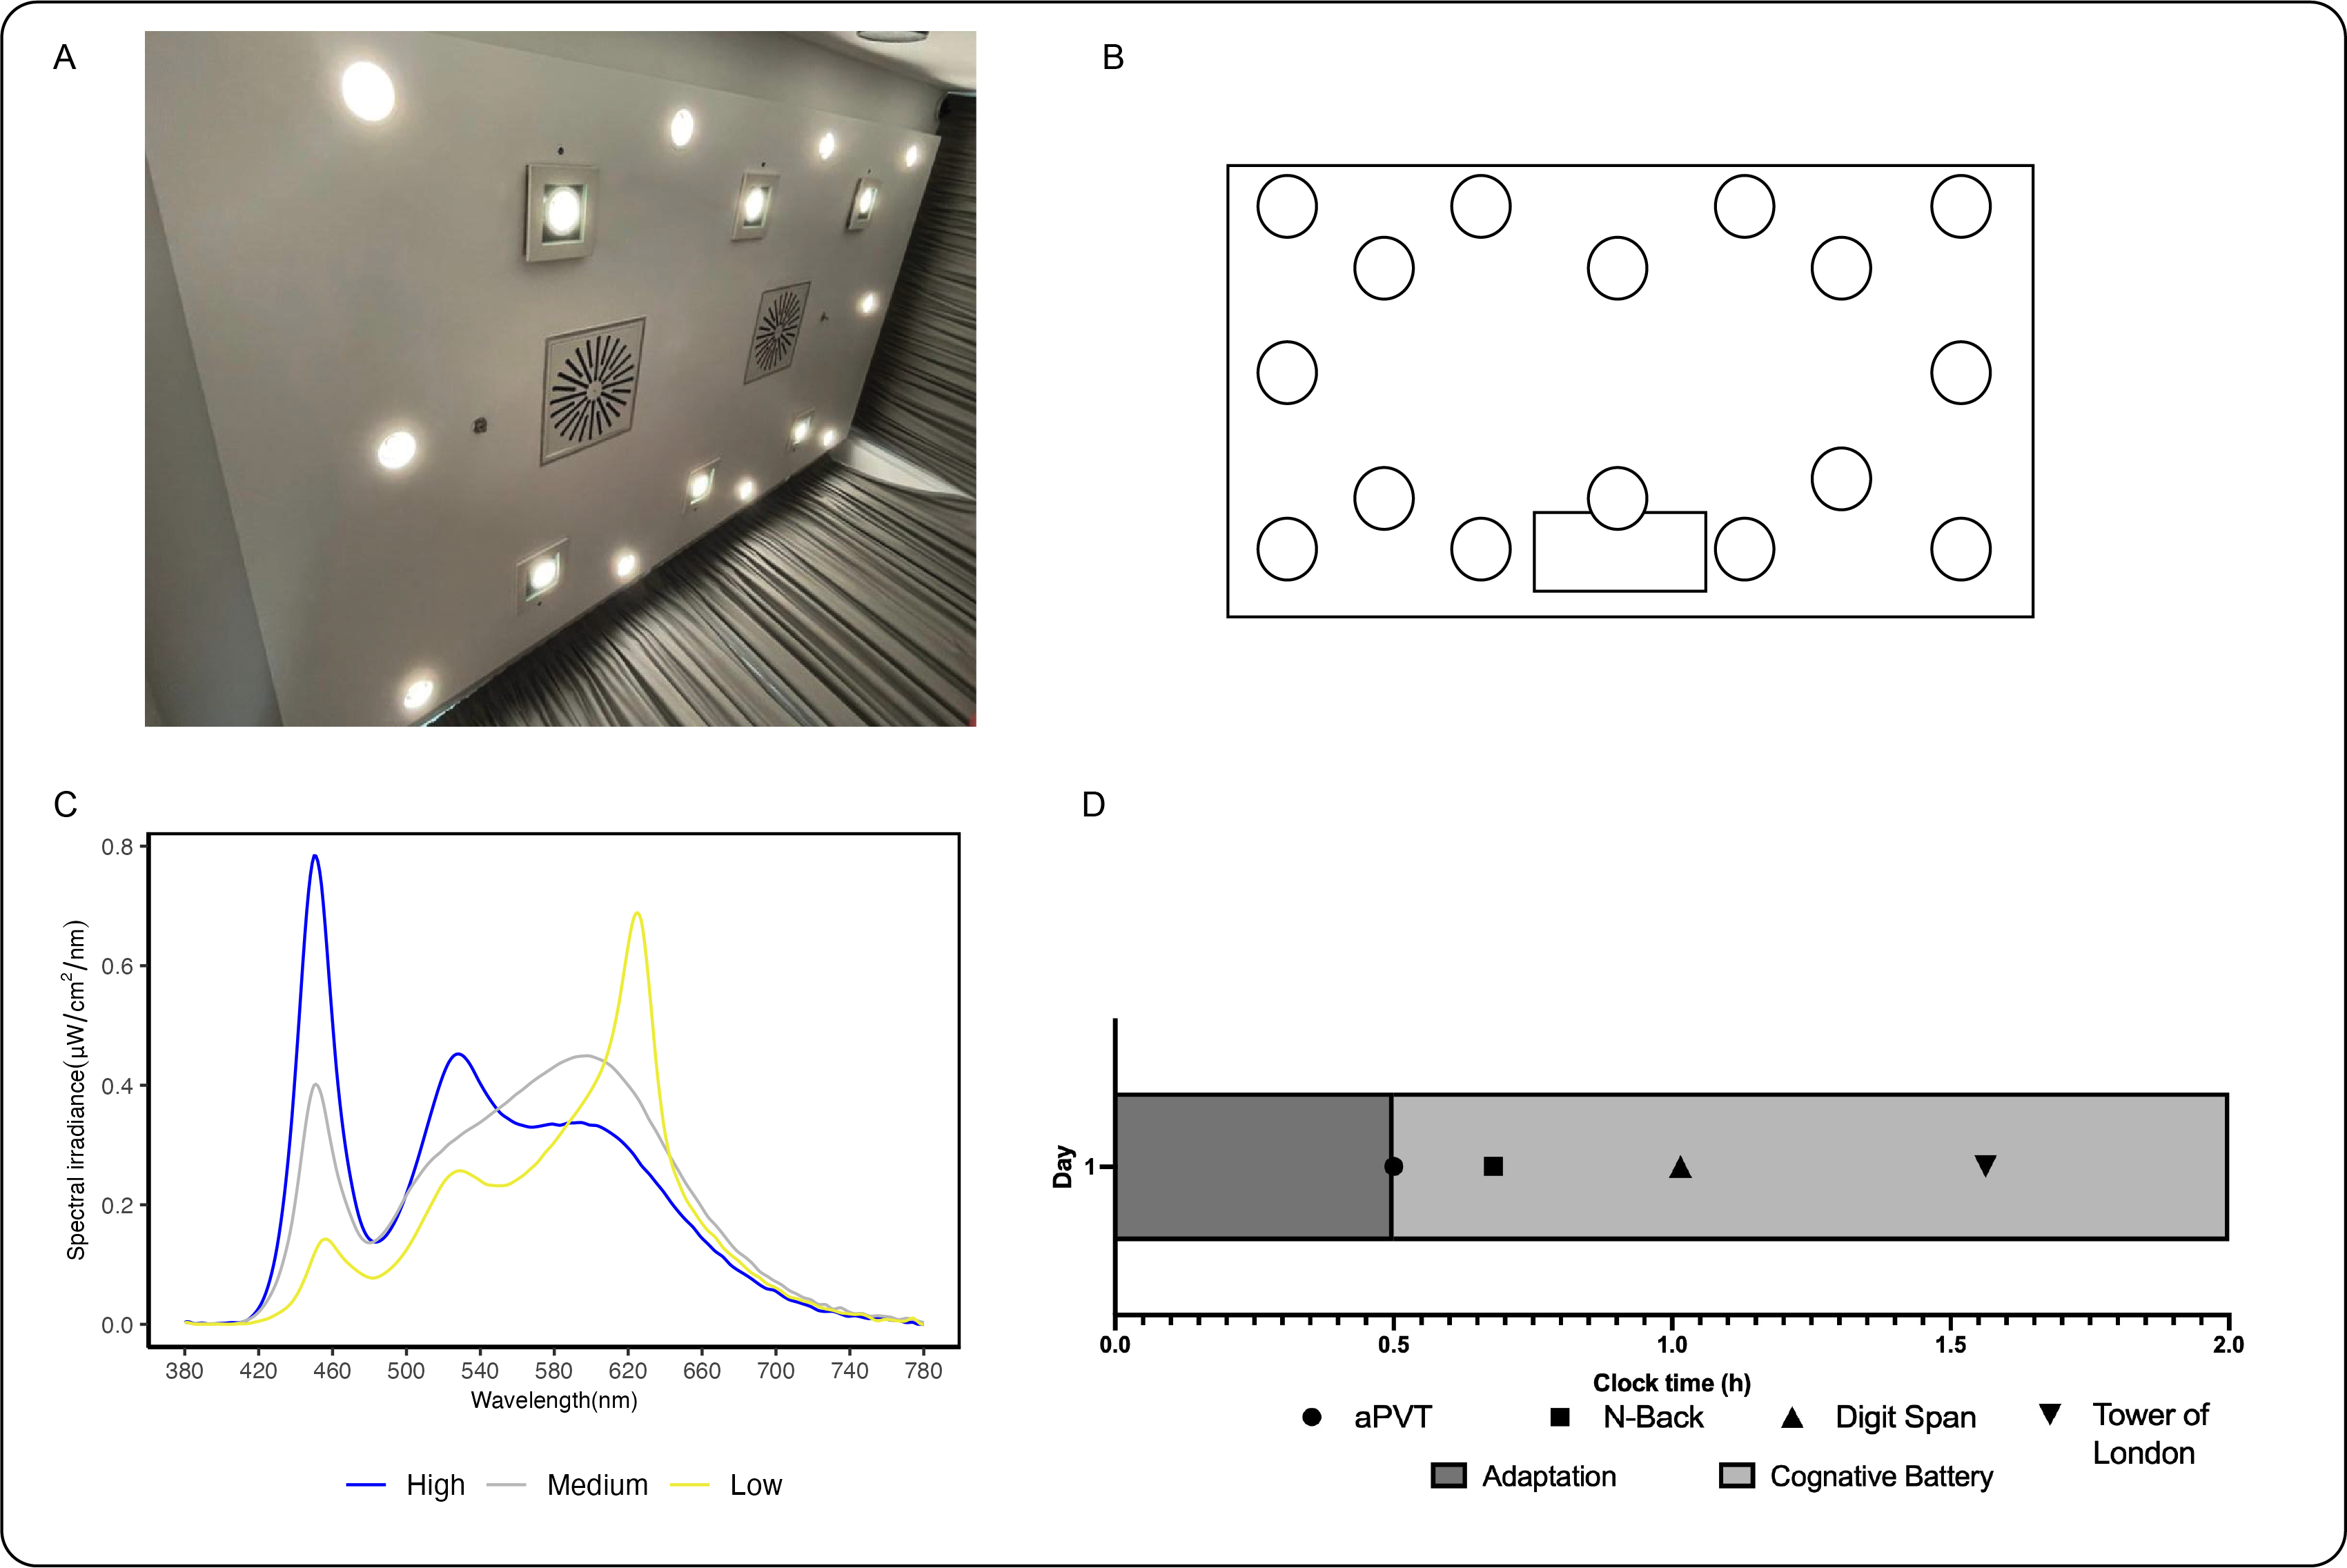 A
B
C
0.8
0.6
0.4
0.2
0.0
Spectral irradiance(µW/cm²/nm)
380 420 460 500 540 580 620 660 700 740 780
Wavelength(nm)
High Medium Low
D
Day
1
0.0 0.5 1.0 1.5 2.0
Clock time (h)
aPVT N-Back Digit Span Tower of
London
Adaptation Cognative Battery